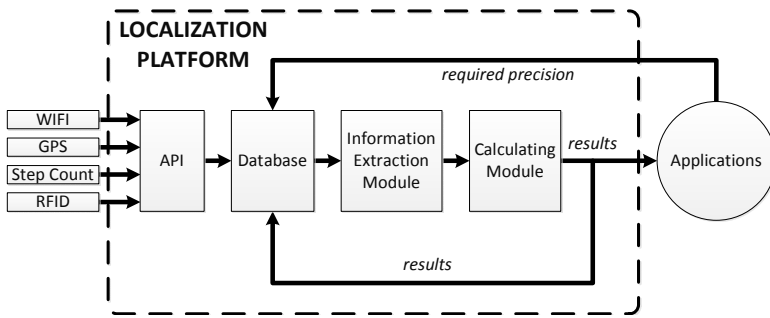 LOCALIZATION
PLATFORM
required precision
WIFI
GPS
Step Count
RFID
API
Database
Information
Extraction
Module
Calculating
Module
results
Applications
results